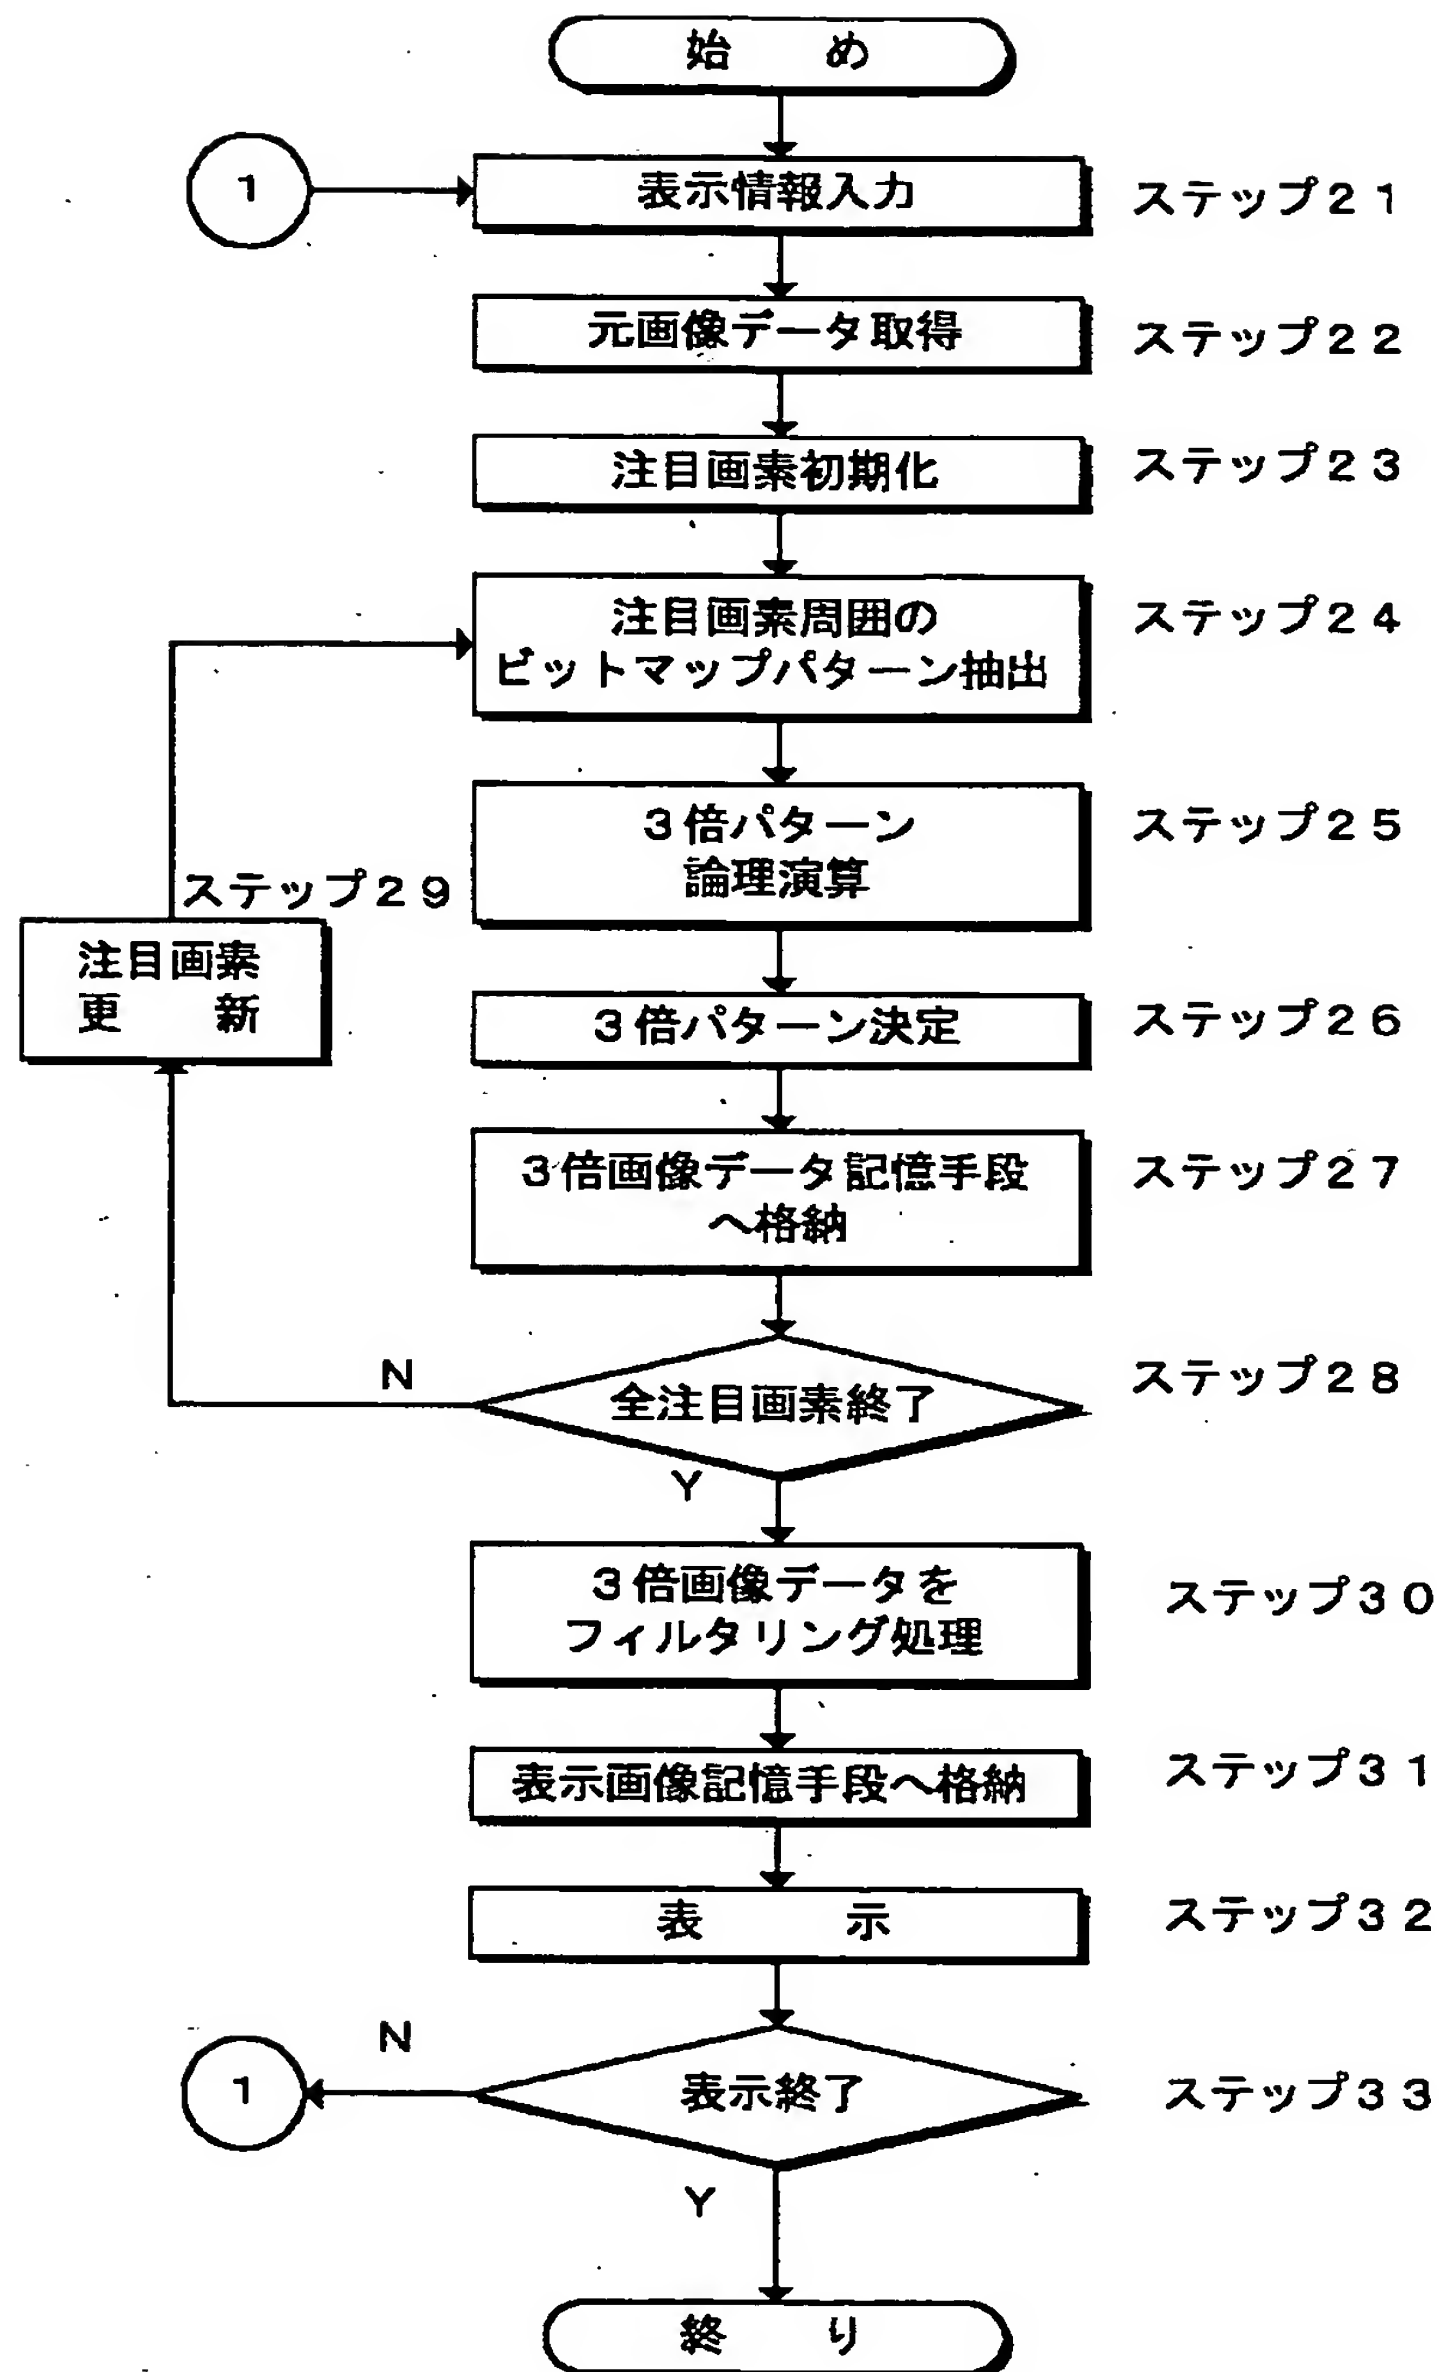 始　め
1
表示情報入力
ステップ21
元画像データ取得
ステップ22
注目画素初期化
ステップ23
注目画素周囲の
ビットマップパターン抽出
ステップ24
3倍パターン
論理演算
ステップ25
ステップ29
注目画素
更　新
3倍パターン決定
ステップ26
3倍画像データ記憶手段
へ格納
ステップ27
N
全注目画素終了
ステップ28
Y
3倍画像データを
フィルタリング処理
ステップ30
表示画像記憶手段へ格納
ステップ31
表　示
ステップ32
N
1
表示終了
ステップ33
Y
終　り